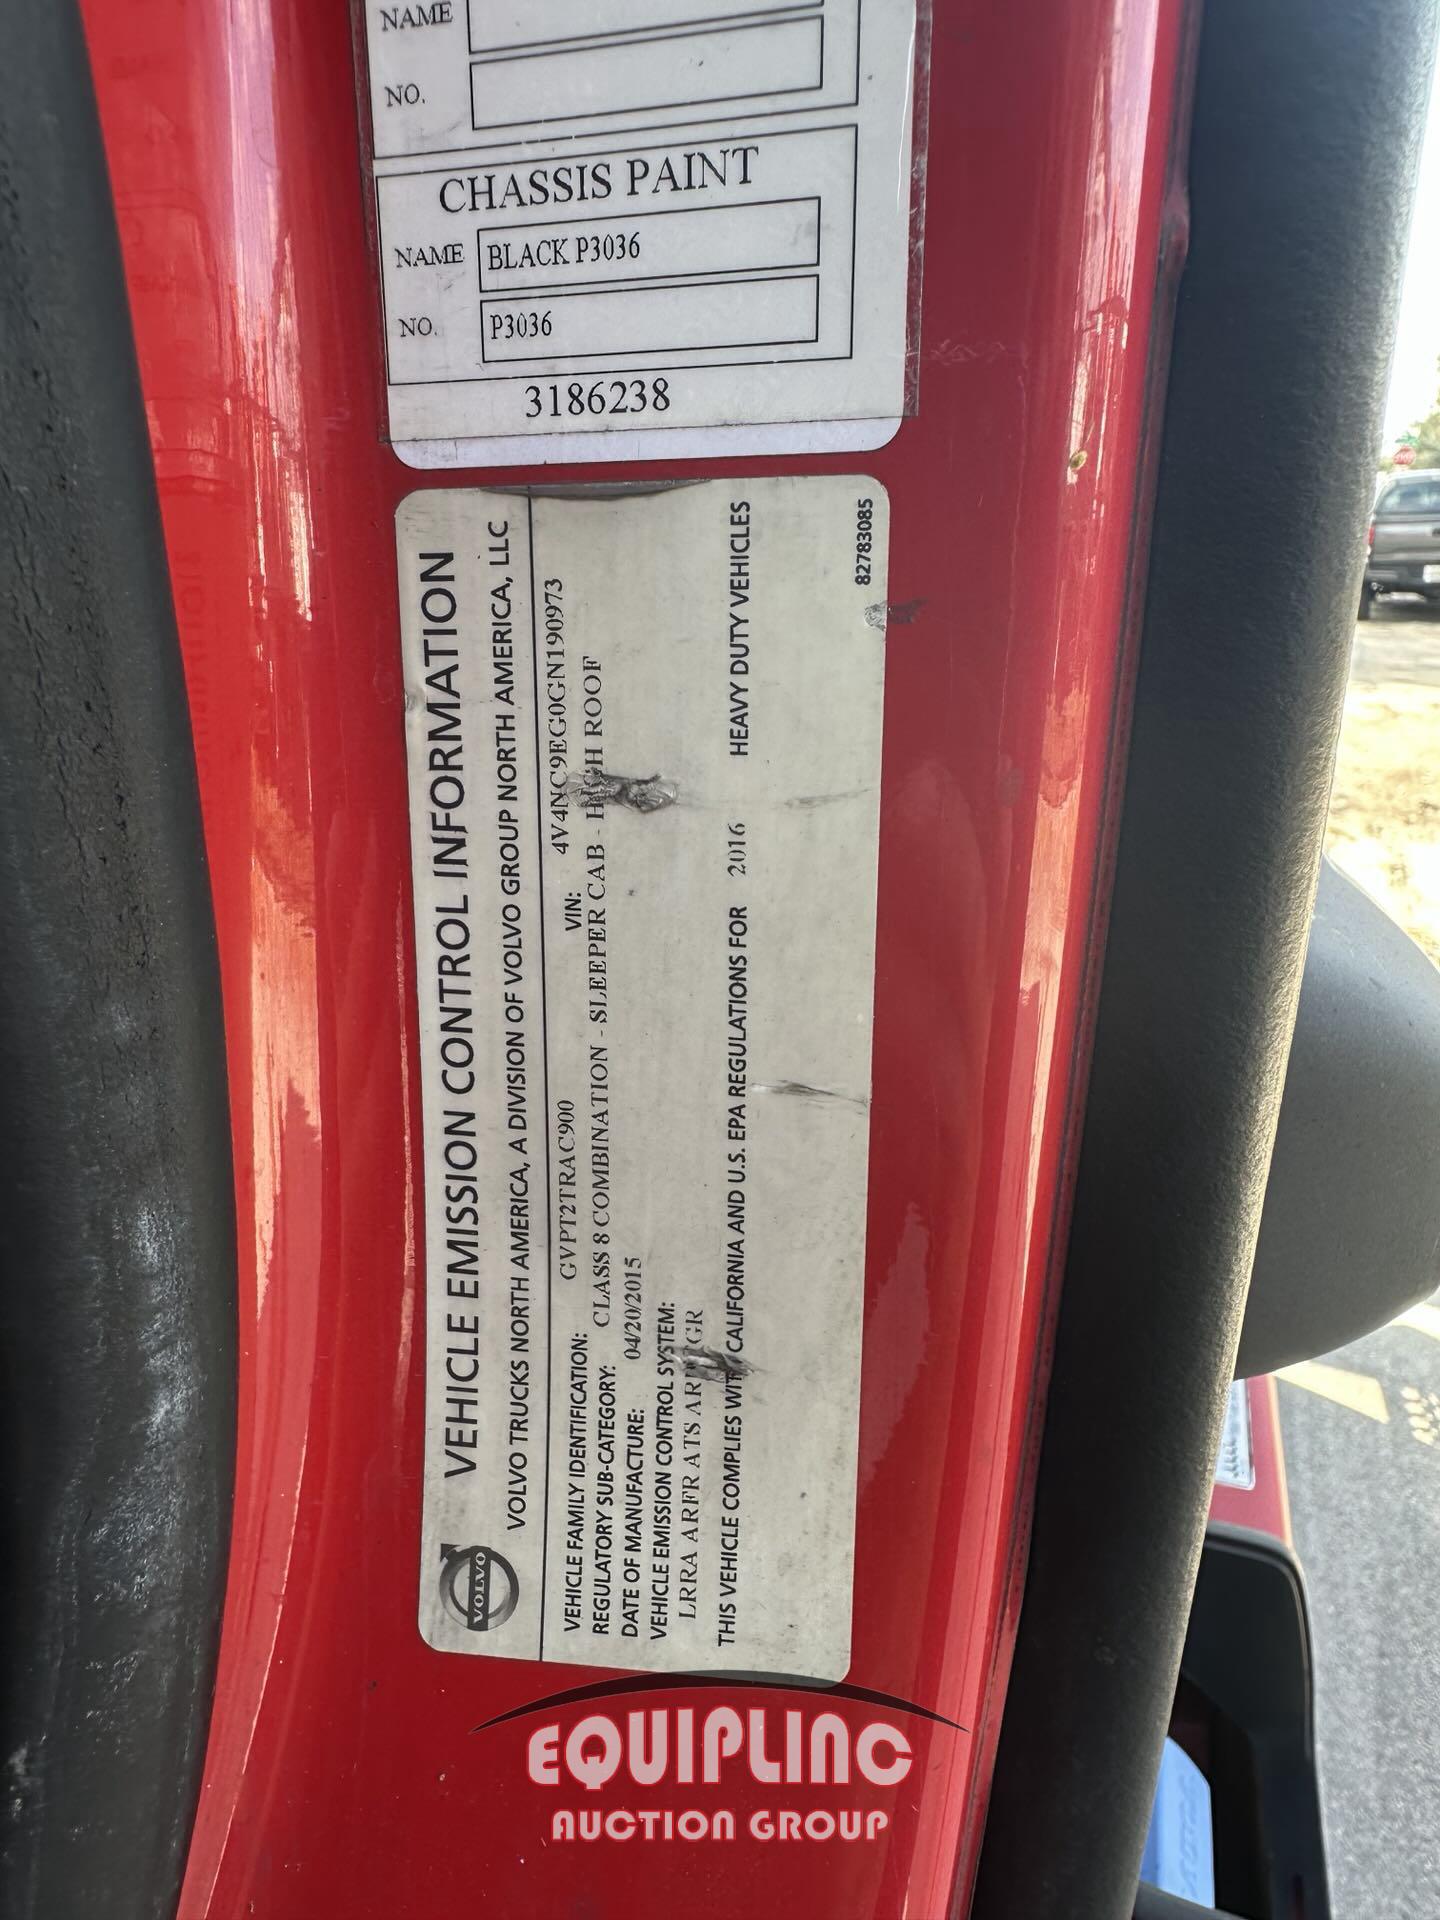 NAME
NO.
CHASSIS PAINT
NAME BLACK P3036
NO. P3036
3186238
VOLVO
VEHICLE EMISSION CONTROL INFORMATION
VOLVO TRUCKS NORTH AMERICA, A DIVISION OF VOLVO GROUP NORTH AMERICA, LLC
VEHICLE FAMILY IDENTIFICATION: GVPT2TRAC900 VIN: 4V4NC9EG0GN190973
REGULATORY SUB-CATEGORY: CLASS 8 COMBINATION - SLEEPER CAB - HIGH ROOF
DATE OF MANUFACTURE: 04/20/2015
VEHICLE EMISSION CONTROL SYSTEM:
LRRA ARFR ATS
THIS VEHICLE COMPLIES WITH CALIFORNIA AND U.S. EPA REGULATIONS FOR 2016 HEAVY DUTY VEHICLES
82783085
EQUIPLINC
AUCTION GROUP